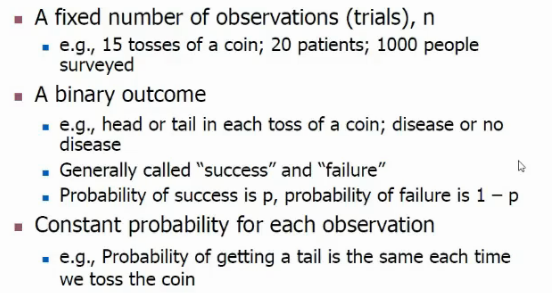 A fixed number of observations (trials), n
e.g., 15 tosses of a coin; 20 patients; 1000 people
surveyed
A binary outcome
e.g., head or tail in each toss of a coin; disease or no
disease
Generally called “success” and “failure”
Probability of success is p, probability of failure is 1 – p
Constant probability for each observation
e.g., Probability of getting a tail is the same each time
we toss the coin